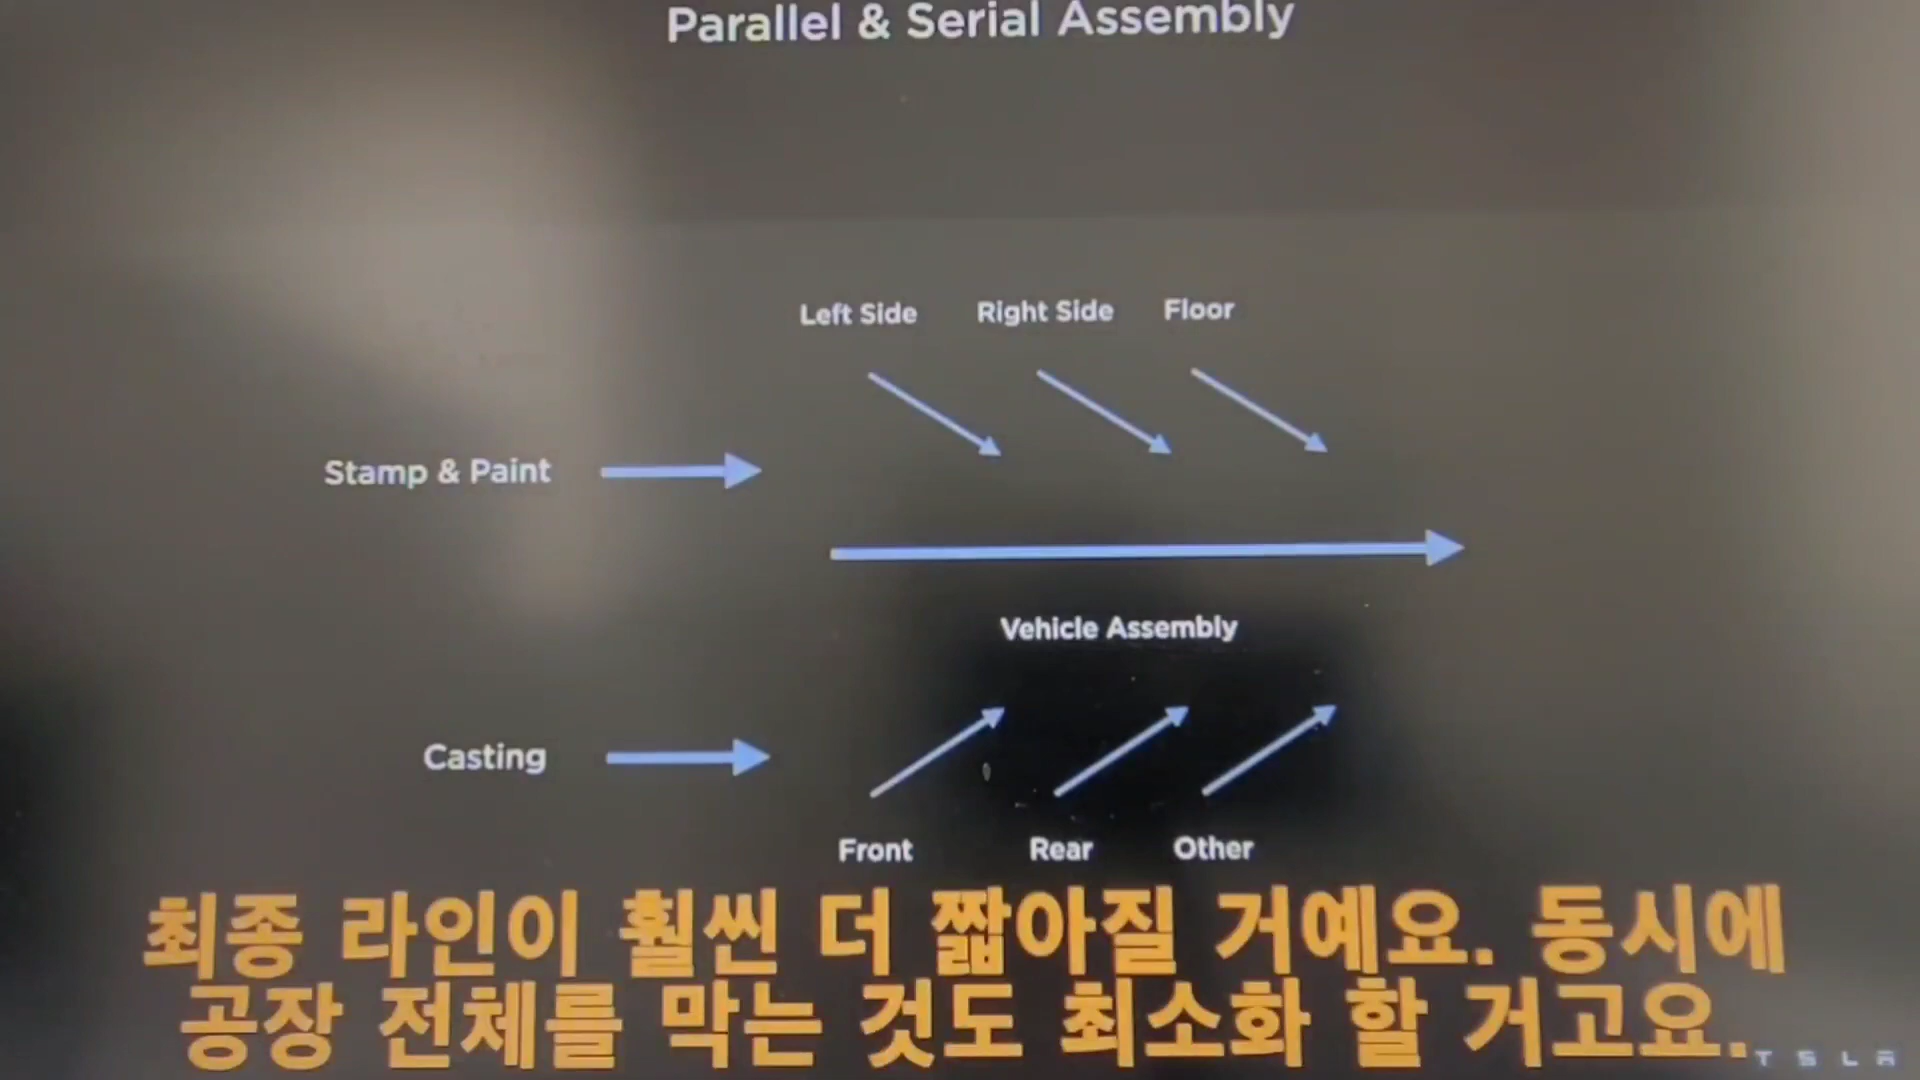 Parallel & Serial Assembly
Left Side Right Side Floor
Stamp & Paint
Vehicle Assembly
Casting
Front Rear Other
최종 라인이 훨씬 더 짧아질 거예요. 동시에
공장 전체를 막는 것도 최소화 할 거고요.
T S L A